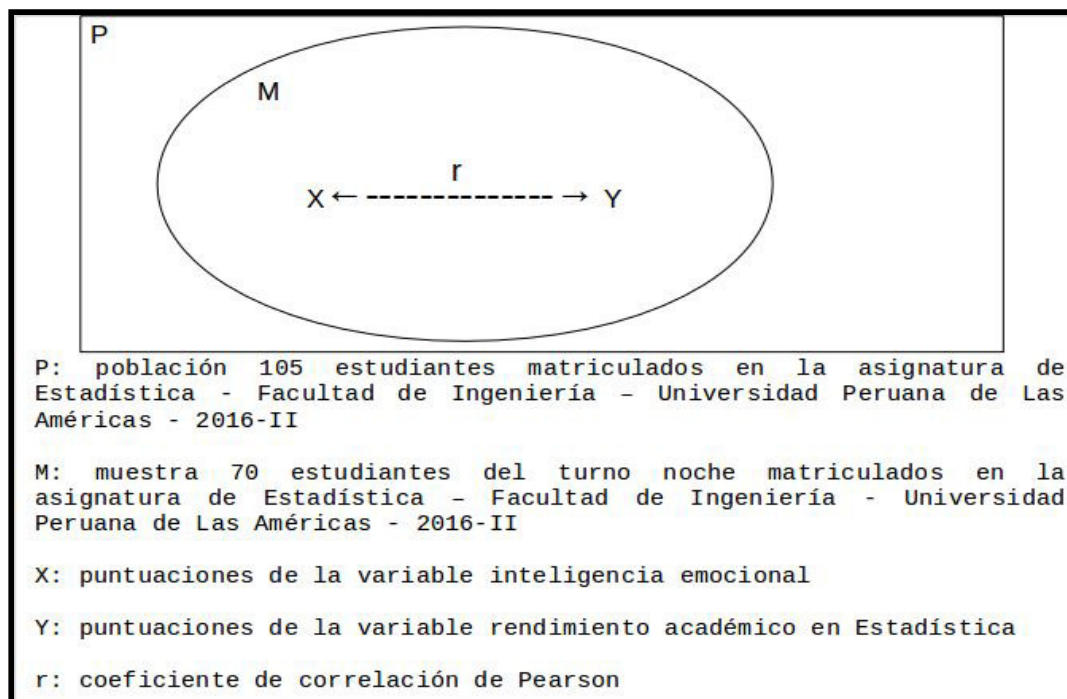 P
M
r
X ← -------------- → Y
P: población 105 estudiantes matriculados en la asignatura de
Estadística - Facultad de Ingeniería – Universidad Peruana de Las
Américas - 2016-II
M: muestra 70 estudiantes del turno noche matriculados en la
asignatura de Estadística – Facultad de Ingeniería - Universidad
Peruana de Las Américas - 2016-II
X: puntuaciones de la variable inteligencia emocional
Y: puntuaciones de la variable rendimiento académico en Estadística
r: coeficiente de correlación de Pearson